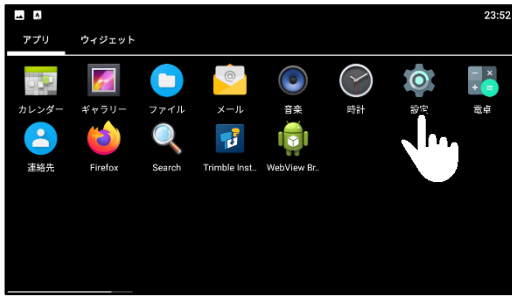 23:52
アプリ ウィジェット
カレンダー ギャラリー ファイル メール 音楽 時計 設定 電卓
連絡先 Firefox Search Trimble Inst.. WebView Br..